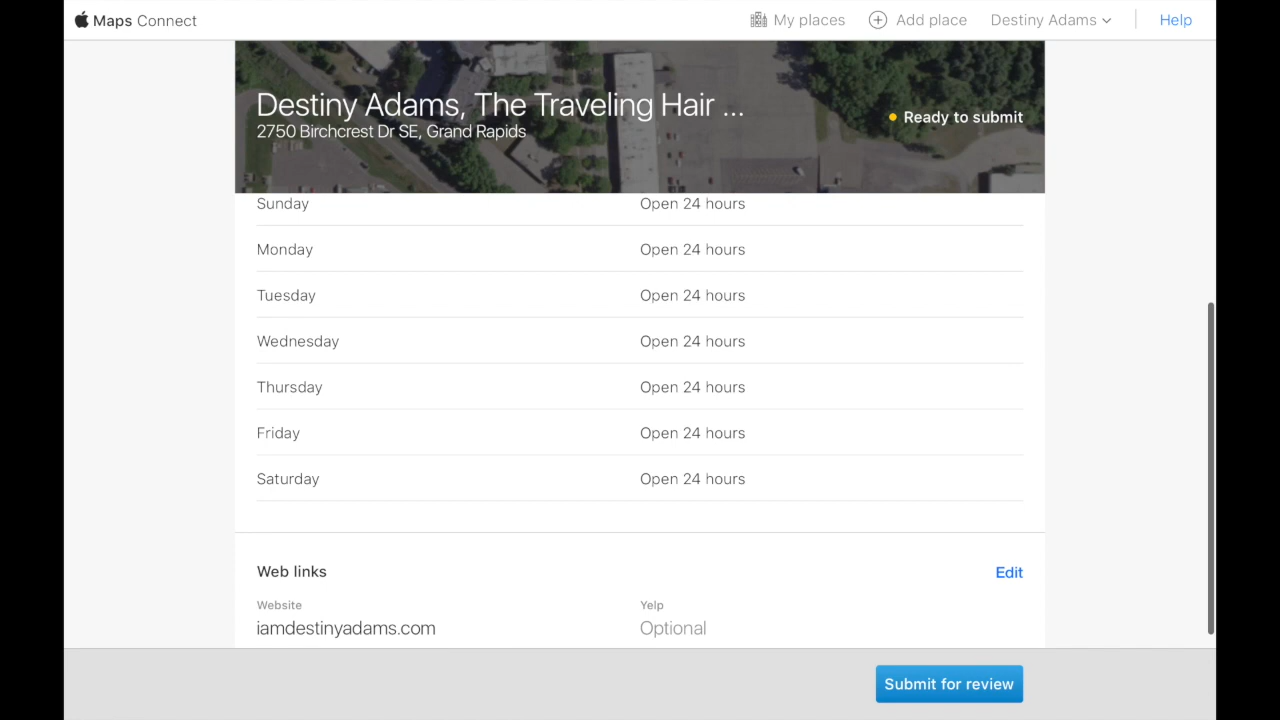 Maps Connect My places Add place Destiny Adams Help
Destiny Adams, The Traveling Hair ...
2750 Birchcrest Dr SE, Grand Rapids
Ready to submit
Sunday Open 24 hours
Monday Open 24 hours
Tuesday Open 24 hours
Wednesday Open 24 hours
Thursday Open 24 hours
Friday Open 24 hours
Saturday Open 24 hours
Web links Edit
Website Yelp
iamdestinyadams.com Optional
Submit for review